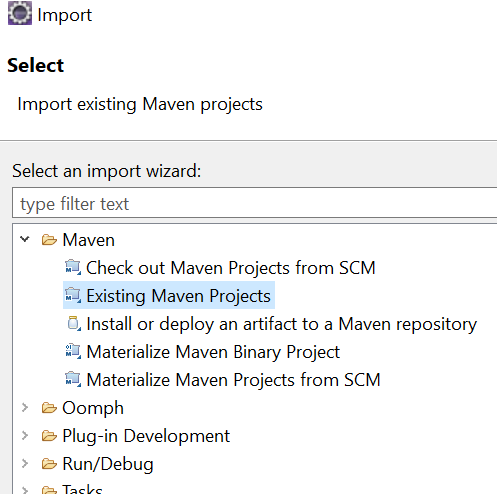 Import
Select
Import existing Maven projects
Select an import wizard:
type filter text
Maven
Check out Maven Projects from SCM
Existing Maven Projects
Install or deploy an artifact to a Maven repository
Materialize Maven Binary Project
Materialize Maven Projects from SCM
Oomph
Plug-in Development
Run/Debug
Tasks